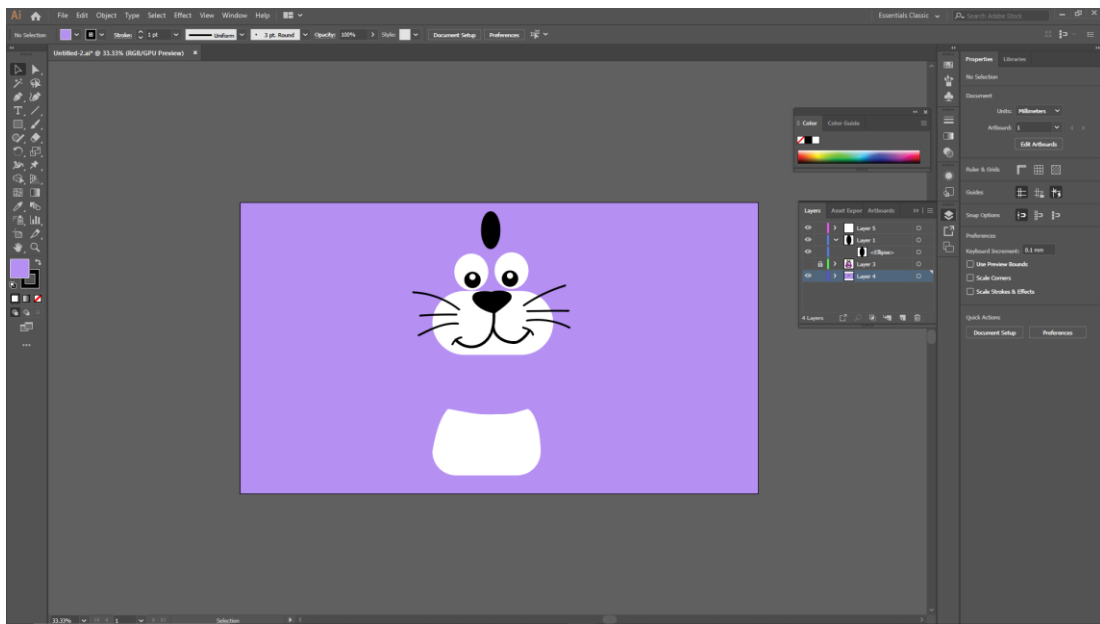 Ai File Edit Object Type Select Effect View Window Help Essentials Classic Search Adobe Stock
No Selection Stroke: 1 pt Uniform 3 pt. Round Opacity: 100% Style: Document Setup Preferences
Untitled-2.ai* @ 33.33% (RGB/GPU Preview) ×
Properties Libraries
No Selection
Document
Units: Millimeters
Artboard: 1
Edit Artboards
Ruler & Grids
Guides
Snap Options
Preferences
Keyboard Increment: 0.1 mm
Use Preview Bounds
Scale Corners
Scale Strokes & Effects
Quick Actions
Document Setup Preferences
Color Color Guide
Layers Asset Expor Artboards
Layer 5
Layer 1
<Ellipse>
Layer 3
Layer 4
4 Layers
33.33% 1 Selection